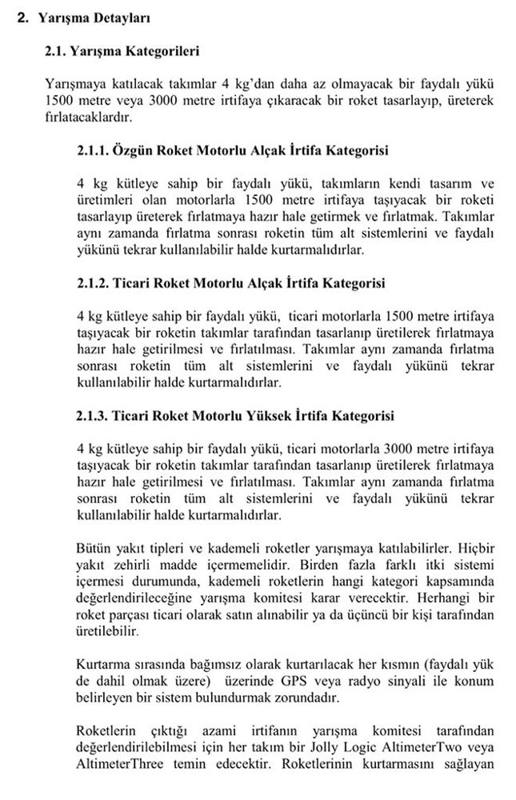 2. Yarışma Detayları
2.1. Yarışma Kategorileri
Yarışmaya katılacak takımlar 4 kg’dan daha az olmayacak bir faydalı yükü
1500 metre veya 3000 metre irtifaya çıkaracak bir roket tasarlayıp, üreterek
fırlatacaklardır.
2.1.1. Özgün Roket Motorlu Alçak İrtifa Kategorisi
4 kg kütleye sahip bir faydalı yükü, takımların kendi tasarım ve
üretimleri olan motorlarla 1500 metre irtifaya taşıyacak bir roketi
tasarlayıp üreterek fırlatmaya hazır hale getirmek ve fırlatmak. Takımlar
aynı zamanda fırlatma sonrası roketin tüm alt sistemlerini ve faydalı
yükünü tekrar kullanılabilir halde kurtarmalıdırlar.
2.1.2. Ticari Roket Motorlu Alçak İrtifa Kategorisi
4 kg kütleye sahip bir faydalı yükü, ticari motorlarla 1500 metre irtifaya
taşıyacak bir roketin takımlar tarafından tasarlanıp üretilerek fırlatmaya
hazır hale getirilmesi ve fırlatılması. Takımlar aynı zamanda fırlatma
sonrası roketin tüm alt sistemlerini ve faydalı yükünü tekrar
kullanılabilir halde kurtarmalıdırlar.
2.1.3. Ticari Roket Motorlu Yüksek İrtifa Kategorisi
4 kg kütleye sahip bir faydalı yükü, ticari motorlarla 3000 metre irtifaya
taşıyacak bir roketin takımlar tarafından tasarlanıp üretilerek fırlatmaya
hazır hale getirilmesi ve fırlatılması. Takımlar aynı zamanda fırlatma
sonrası roketin tüm alt sistemlerini ve faydalı yükünü tekrar
kullanılabilir halde kurtarmalıdırlar.
Bütün yakıt tipleri ve kademeli roketler yarışmaya katılabilirler. Hiçbir
yakıt zehirli madde içermemelidir. Birden fazla farklı itki sistemi
içermesi durumunda, kademeli roketlerin hangi kategori kapsamında
değerlendirileceğine yarışma komitesi karar verecektir. Herhangi bir
roket parçası ticari olarak satın alınabilir ya da üçüncü bir kişi tarafından
üretilebilir.
Kurtarma sırasında bağımsız olarak kurtarılacak her kısmın (faydalı yük
de dahil olmak üzere) üzerinde GPS veya radyo sinyali ile konum
belirleyen bir sistem bulundurmak zorundadır.
Roketlerin çıktığı azami irtifanın yarışma komitesi tarafından
değerlendirilebilmesi için her takım bir Jolly Logic AltimeterTwo veya
AltimeterThree temin edecektir. Roketlerinin kurtarmasını sağlayan